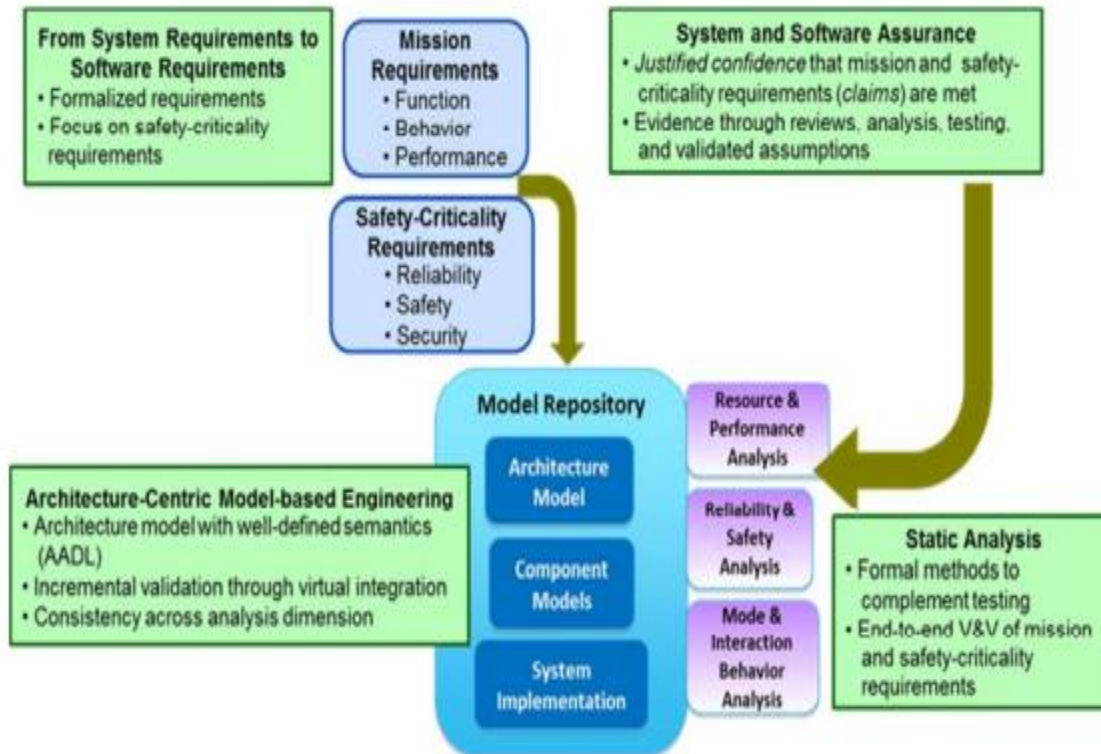 From System Requirements to
Software Requirements
• Formalized requirements
• Focus on safety-criticality
requirements
Mission
Requirements
• Function
• Behavior
• Performance
Safety-Criticality
Requirements
• Reliability
• Safety
• Security
System and Software Assurance
• Justified confidence that mission and safety-
criticality requirements (claims) are met
• Evidence through reviews, analysis, testing,
and validated assumptions
Model Repository
Architecture
Model
Component
Models
System
Implementation
Resource &
Performance
Analysis
Reliability &
Safety
Analysis
Mode &
Interaction
Behavior
Analysis
Architecture-Centric Model-based Engineering
• Architecture model with well-defined semantics
(AADL)
• Incremental validation through virtual integration
• Consistency across analysis dimension
Static Analysis
• Formal methods to
complement testing
• End-to-end V&V of mission
and safety-criticality
requirements